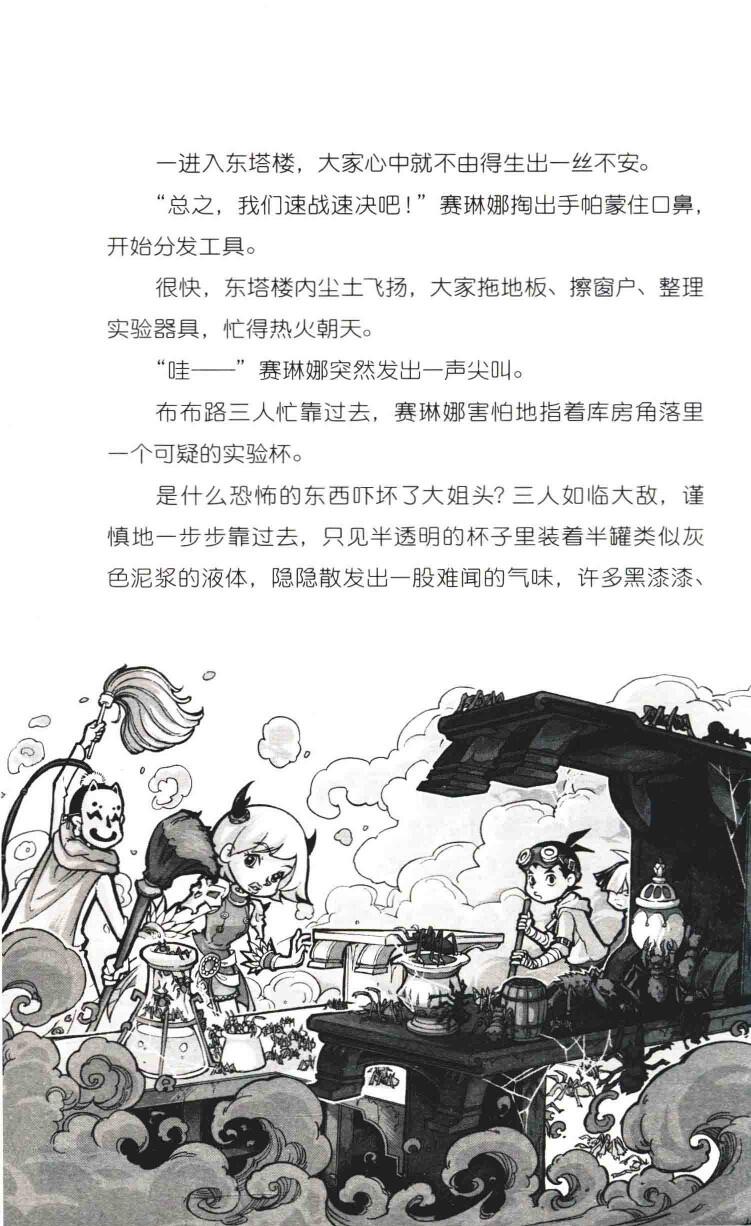 一进入东塔楼，大家心中就不由得生出一丝不安。
“总之，我们速战速决吧！”赛琳娜掏出手帕蒙住口鼻，
开始分发工具。
很快，东塔楼内尘土飞扬，大家拖地板、擦窗户、整理
实验器具，忙得热火朝天。
“哇——”赛琳娜突然发出一声尖叫。
布布路三人忙靠过去，赛琳娜害怕地指着库房角落里
一个可疑的实验杯。
是什么恐怖的东西吓坏了大姐头？三人如临大敌，谨
慎地一步步靠过去，只见半透明的杯子里装着半罐类似灰
色泥浆的液体，隐隐散发出一股难闻的气味，许多黑漆漆、